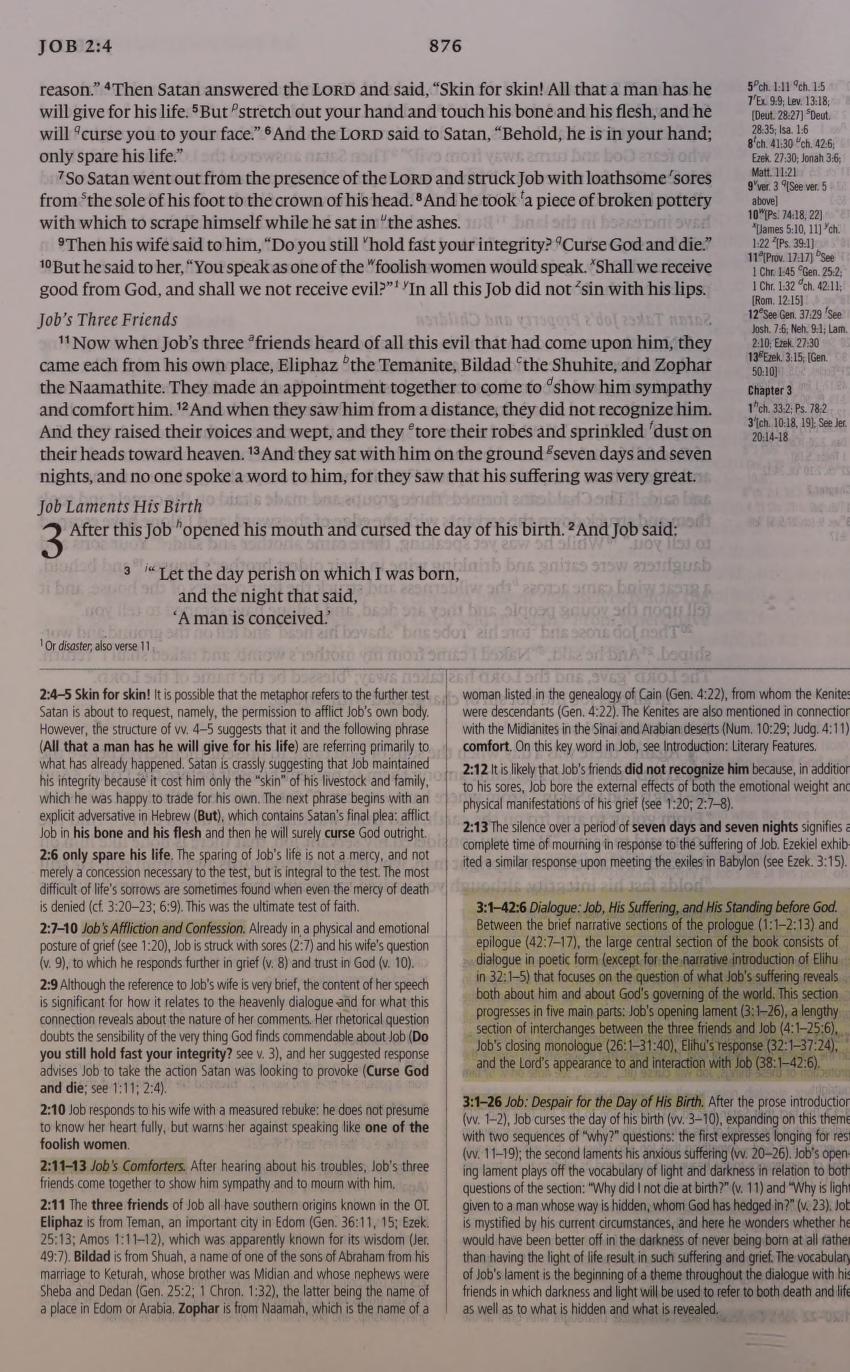 JOB 2:4
876
reason.” ⁴Then Satan answered the LORD and said, “Skin for skin! All that a man has he
will give for his life. ⁵But ᵖstretch out your hand and touch his bone and his flesh, and he
will ᑫcurse you to your face.” ⁶And the LORD said to Satan, “Behold, he is in your hand;
only spare his life.”
⁷So Satan went out from the presence of the LORD and struck Job with loathsome ʳsores
from ˢthe sole of his foot to the crown of his head. ⁸And he took ᵗa piece of broken pottery
with which to scrape himself while he sat in ᵘthe ashes.
⁹Then his wife said to him, “Do you still ᵛhold fast your integrity? ᑫCurse God and die.”
¹⁰But he said to her, “You speak as one of the ʷfoolish women would speak. ˣShall we receive
good from God, and shall we not receive evil?”¹ ʸIn all this Job did not ᶻsin with his lips.
Job’s Three Friends
¹¹Now when Job’s three ᵃfriends heard of all this evil that had come upon him, they
came each from his own place, Eliphaz ᵇthe Temanite, Bildad ᶜthe Shuhite, and Zophar
the Naamathite. They made an appointment together to come to ᵈshow him sympathy
and comfort him. ¹²And when they saw him from a distance, they did not recognize him.
And they raised their voices and wept, and they ᵉtore their robes and sprinkled ᶠdust on
their heads toward heaven. ¹³And they sat with him on the ground ᵍseven days and seven
nights, and no one spoke a word to him, for they saw that his suffering was very great.
Job Laments His Birth
3 After this Job ʰopened his mouth and cursed the day of his birth. ²And Job said:
3 ⁱ“Let the day perish on which I was born,
and the night that said,
‘A man is conceived.’
¹Or disaster; also verse 11
5ᵖch. 1:11 ᑫch. 1:5
7ʳEx. 9:9; Lev. 13:18;
[Deut. 28:27] ˢDeut.
28:35; Isa. 1:6
8ᵗch. 41:30 ᵘch. 42:6;
Ezek. 27:30; Jonah 3:6;
Matt. 11:21
9ᵛver. 3 ᑫ[See ver. 5
above]
10ʷ[Ps. 74:18, 22]
ˣ[James 5:10, 11] ʸch.
1:22 ᶻ[Ps. 39:1]
11ᵃ[Prov. 17:17] ᵇSee
1 Chr. 1:45 ᶜGen. 25:2;
1 Chr. 1:32 ᵈch. 42:11;
[Rom. 12:15]
12ᵉSee Gen. 37:29 ᶠSee
Josh. 7:6; Neh. 9:1; Lam.
2:10; Ezek. 27:30
13ᵍEzek. 3:15; [Gen.
50:10]
Chapter 3
1ʰch. 33:2; Ps. 78:2
3ⁱ[ch. 10:18, 19]; See Jer.
20:14-18
2:4–5 Skin for skin! It is possible that the metaphor refers to the further test
Satan is about to request, namely, the permission to afflict Job’s own body.
However, the structure of vv. 4–5 suggests that it and the following phrase
(All that a man has he will give for his life) are referring primarily to
what has already happened. Satan is crassly suggesting that Job maintained
his integrity because it cost him only the “skin” of his livestock and family,
which he was happy to trade for his own. The next phrase begins with an
explicit adversative in Hebrew (But), which contains Satan’s final plea: afflict
Job in his bone and his flesh and then he will surely curse God outright.
2:6 only spare his life. The sparing of Job’s life is not a mercy, and not
merely a concession necessary to the test, but is integral to the test. The most
difficult of life’s sorrows are sometimes found when even the mercy of death
is denied (cf. 3:20–23; 6:9). This was the ultimate test of faith.
2:7–10 Job’s Affliction and Confession. Already in a physical and emotional
posture of grief (see 1:20), Job is struck with sores (2:7) and his wife’s question
(v. 9), to which he responds further in grief (v. 8) and trust in God (v. 10).
2:9 Although the reference to Job’s wife is very brief, the content of her speech
is significant for how it relates to the heavenly dialogue and for what this
connection reveals about the nature of her comments. Her rhetorical question
doubts the sensibility of the very thing God finds commendable about Job (Do
you still hold fast your integrity? see v. 3), and her suggested response
advises Job to take the action Satan was looking to provoke (Curse God
and die; see 1:11; 2:4).
2:10 Job responds to his wife with a measured rebuke: he does not presume
to know her heart fully, but warns her against speaking like one of the
foolish women.
2:11–13 Job’s Comforters. After hearing about his troubles, Job’s three
friends come together to show him sympathy and to mourn with him.
2:11 The three friends of Job all have southern origins known in the OT.
Eliphaz is from Teman, an important city in Edom (Gen. 36:11, 15; Ezek.
25:13; Amos 1:11–12), which was apparently known for its wisdom (Jer.
49:7). Bildad is from Shuah, a name of one of the sons of Abraham from his
marriage to Keturah, whose brother was Midian and whose nephews were
Sheba and Dedan (Gen. 25:2; 1 Chron. 1:32), the latter being the name of
a place in Edom or Arabia. Zophar is from Naamah, which is the name of a
woman listed in the genealogy of Cain (Gen. 4:22), from whom the Kenites
were descendants (Gen. 4:22). The Kenites are also mentioned in connection
with the Midianites in the Sinai and Arabian deserts (Num. 10:29; Judg. 4:11)
comfort. On this key word in Job, see Introduction: Literary Features.
2:12 It is likely that Job’s friends did not recognize him because, in addition
to his sores, Job bore the external effects of both the emotional weight and
physical manifestations of his grief (see 1:20; 2:7–8).
2:13 The silence over a period of seven days and seven nights signifies a
complete time of mourning in response to the suffering of Job. Ezekiel exhib-
ited a similar response upon meeting the exiles in Babylon (see Ezek. 3:15).
3:1–42:6 Dialogue: Job, His Suffering, and His Standing before God.
Between the brief narrative sections of the prologue (1:1–2:13) and
epilogue (42:7–17), the large central section of the book consists of
dialogue in poetic form (except for the narrative introduction of Elihu
in 32:1–5) that focuses on the question of what Job’s suffering reveals
both about him and about God’s governing of the world. This section
progresses in five main parts: Job’s opening lament (3:1–26), a lengthy
section of interchanges between the three friends and Job (4:1–25:6),
Job’s closing monologue (26:1–31:40), Elihu’s response (32:1–37:24),
and the Lord’s appearance to and interaction with Job (38:1–42:6).
3:1–26 Job: Despair for the Day of His Birth. After the prose introduction
(vv. 1–2), Job curses the day of his birth (vv. 3–10), expanding on this theme
with two sequences of “why?” questions: the first expresses longing for rest
(vv. 11–19); the second laments his anxious suffering (vv. 20–26). Job’s open-
ing lament plays off the vocabulary of light and darkness in relation to both
questions of the section: “Why did I not die at birth?” (v. 11) and “Why is light
given to a man whose way is hidden, whom God has hedged in?” (v. 23). Job
is mystified by his current circumstances, and here he wonders whether he
would have been better off in the darkness of never being born at all rather
than having the light of life result in such suffering and grief. The vocabulary
of Job’s lament is the beginning of a theme throughout the dialogue with his
friends in which darkness and light will be used to refer to both death and life
as well as to what is hidden and what is revealed.